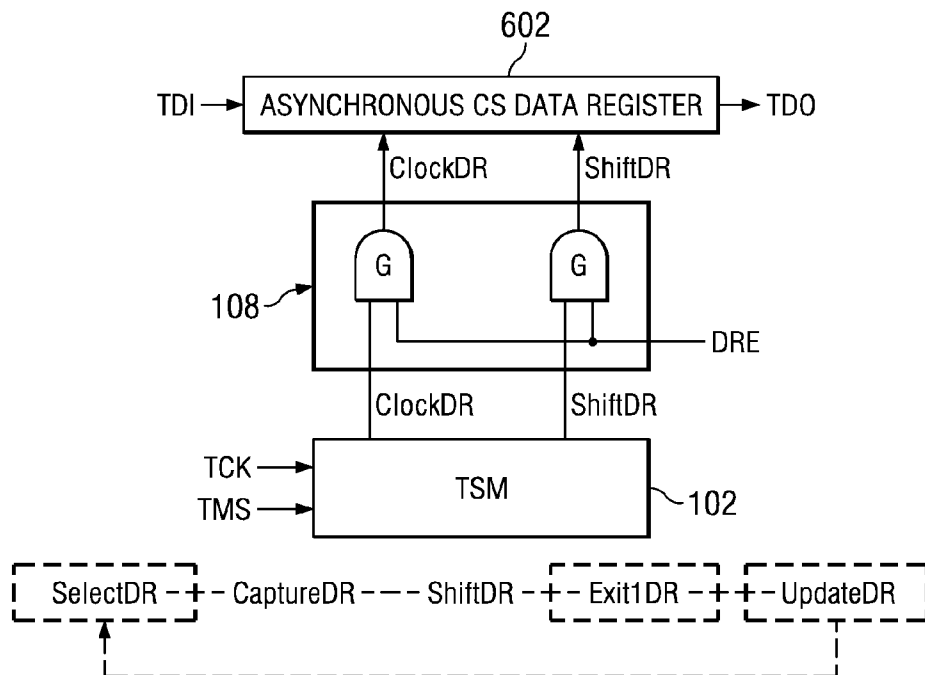 602
TDI
ASYNCHRONOUS CS DATA REGISTER
TDO
ClockDR
ShiftDR
G
G
108
DRE
ClockDR
ShiftDR
TCK
TMS
TSM
102
SelectDR
CaptureDR
ShiftDR
Exit1DR
UpdateDR